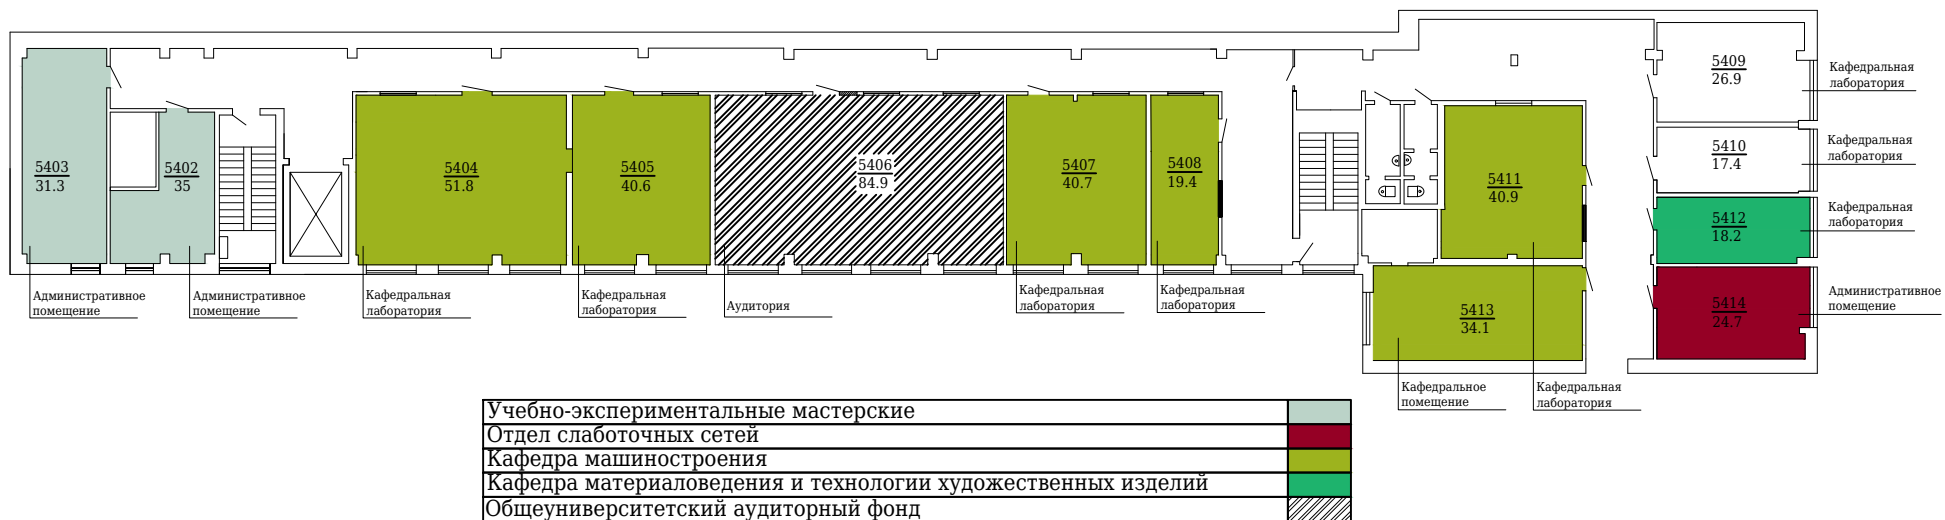 5403
31.3
5402
35
5404
51.8
5405
40.6
5406
84.9
5407
40.7
5408
19.4
5411
40.9
5409
26.9
5410
17.4
5412
18.2
5414
24.7
5413
34.1
Кафедральная
лаборатория
Кафедральная
лаборатория
Кафедральная
лаборатория
Административное
помещение
Административное
помещение
Административное
помещение
Кафедральная
лаборатория
Кафедральная
лаборатория
Аудитория
Кафедральная
лаборатория
Кафедральная
лаборатория
Кафедральное
помещение
Кафедральная
лаборатория
Учебно-экспериментальные мастерские
Отдел слаботочных сетей
Кафедра машиностроения
Кафедра материаловедения и технологии художественных изделий
Общеуниверситетский аудиторный фонд